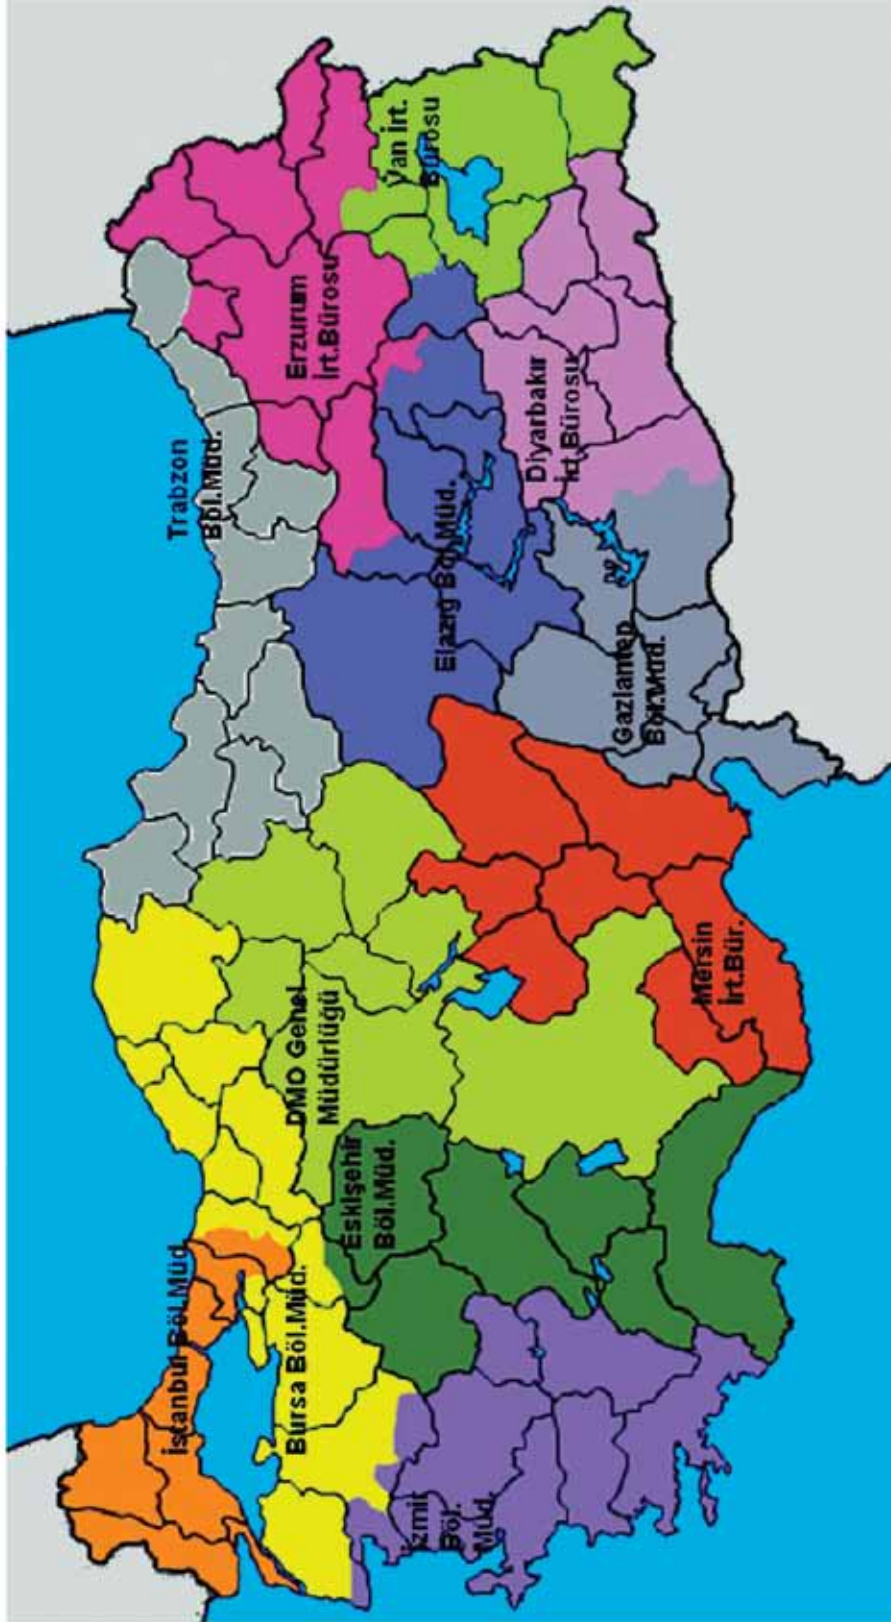 İstanbul Böl.Müd
Bursa Böl.Müd.
İzmir
Böl.
Müd.
Eskişehir
Böl.Müd.
DMO Genel
Müdürlüğü
Mersin
İrt.Bür.
Trabzon
Böl.Müd.
Elazığ Böl.Müd.
Gaziantep
Böl.Müd.
Erzurum
İrt.Bürosu
Diyarbakır
İrt.Bürosu
Van İrt.
Bürosu